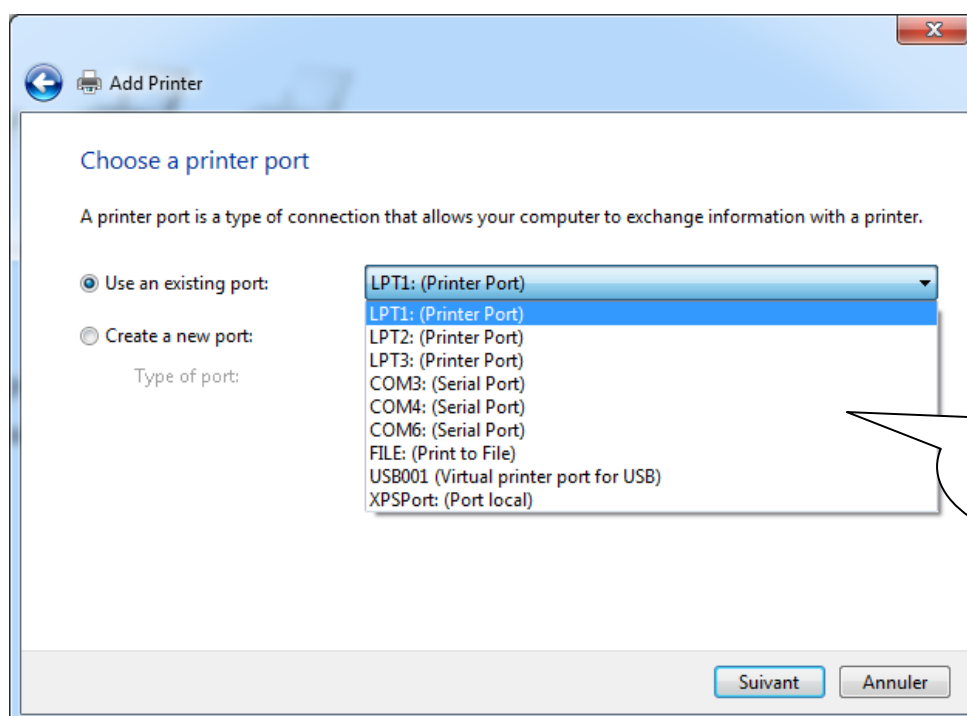 Add Printer
Choose a printer port
A printer port is a type of connection that allows your computer to exchange information with a printer.
Use an existing port: LPT1: (Printer Port)
LPT1: (Printer Port)
Create a new port: LPT2: (Printer Port)
LPT3: (Printer Port)
Type of port: COM3: (Serial Port)
COM4: (Serial Port)
COM6: (Serial Port)
FILE: (Print to File)
USB001 (Virtual printer port for USB)
XPSPort: (Port local)
Suivant Annuler